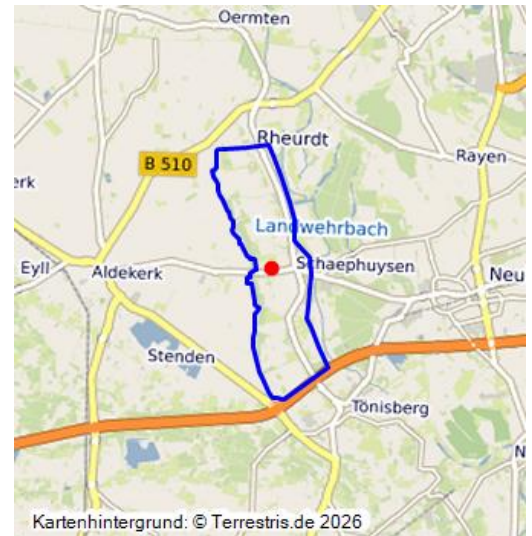 Oermten
Rheurdt
B 510
Rayen
erk
Landwehrbach
Eyll
Aldekerk
Schaephuysen
Neu
Stenden
Tönisberg
N
Kartenhintergrund: © Terrestris.de 2026